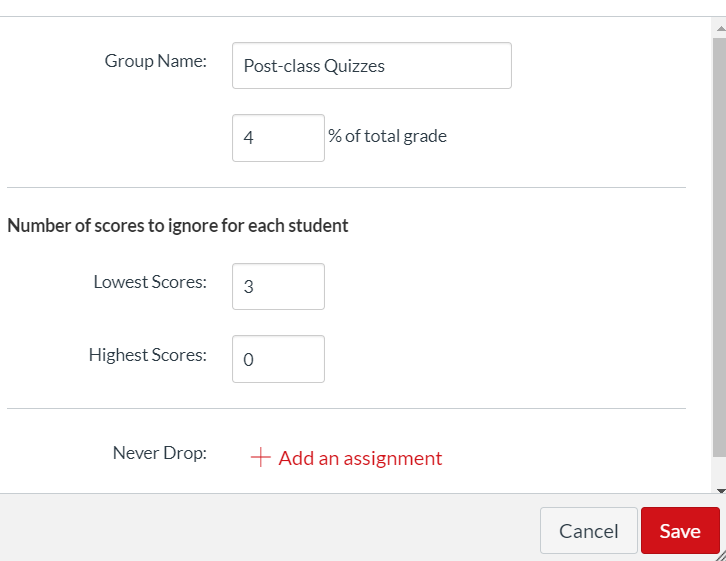 Group Name: Post-class Quizzes
4 % of total grade
Number of scores to ignore for each student
Lowest Scores: 3
Highest Scores: 0
Never Drop: + Add an assignment
Cancel Save